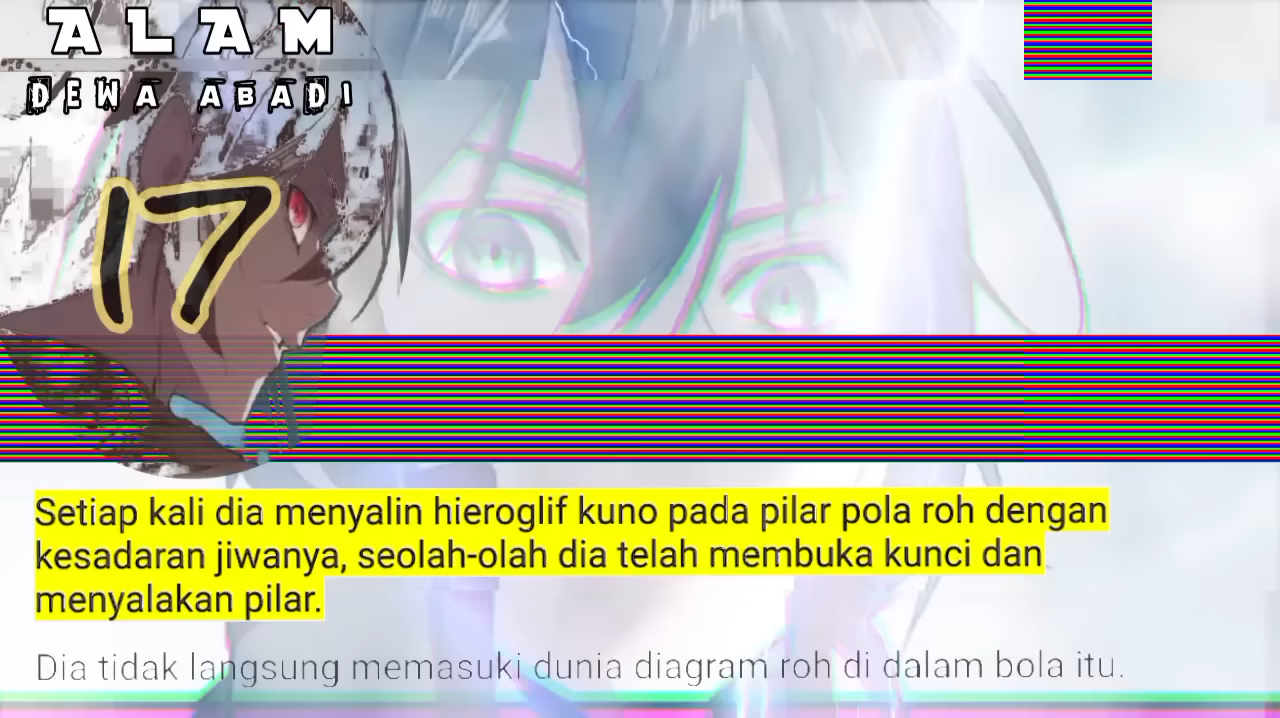 ALAM
DEWA ABADI
17
Setiap kali dia menyalin hieroglif kuno pada pilar pola roh dengan
kesadaran jiwanya, seolah-olah dia telah membuka kunci dan
menyalakan pilar.
Dia tidak langsung memasuki dunia diagram roh di dalam bola itu.